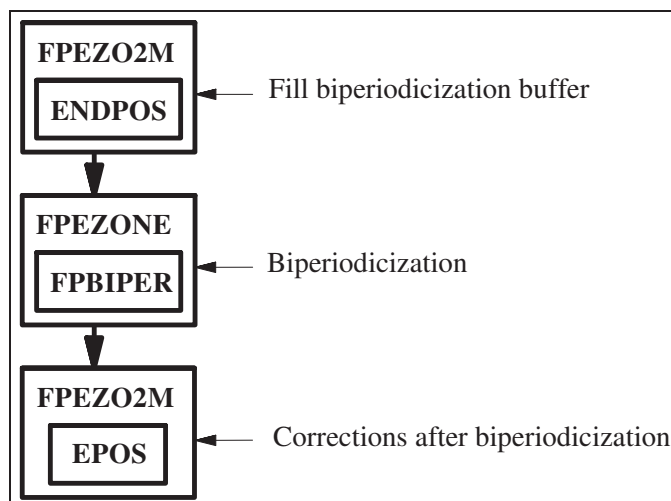 FPEZO2M
ENDPOS
Fill biperiodicization buffer
FPEZONE
FPBIPER
Biperiodicization
FPEZO2M
EPOS
Corrections after biperiodicization